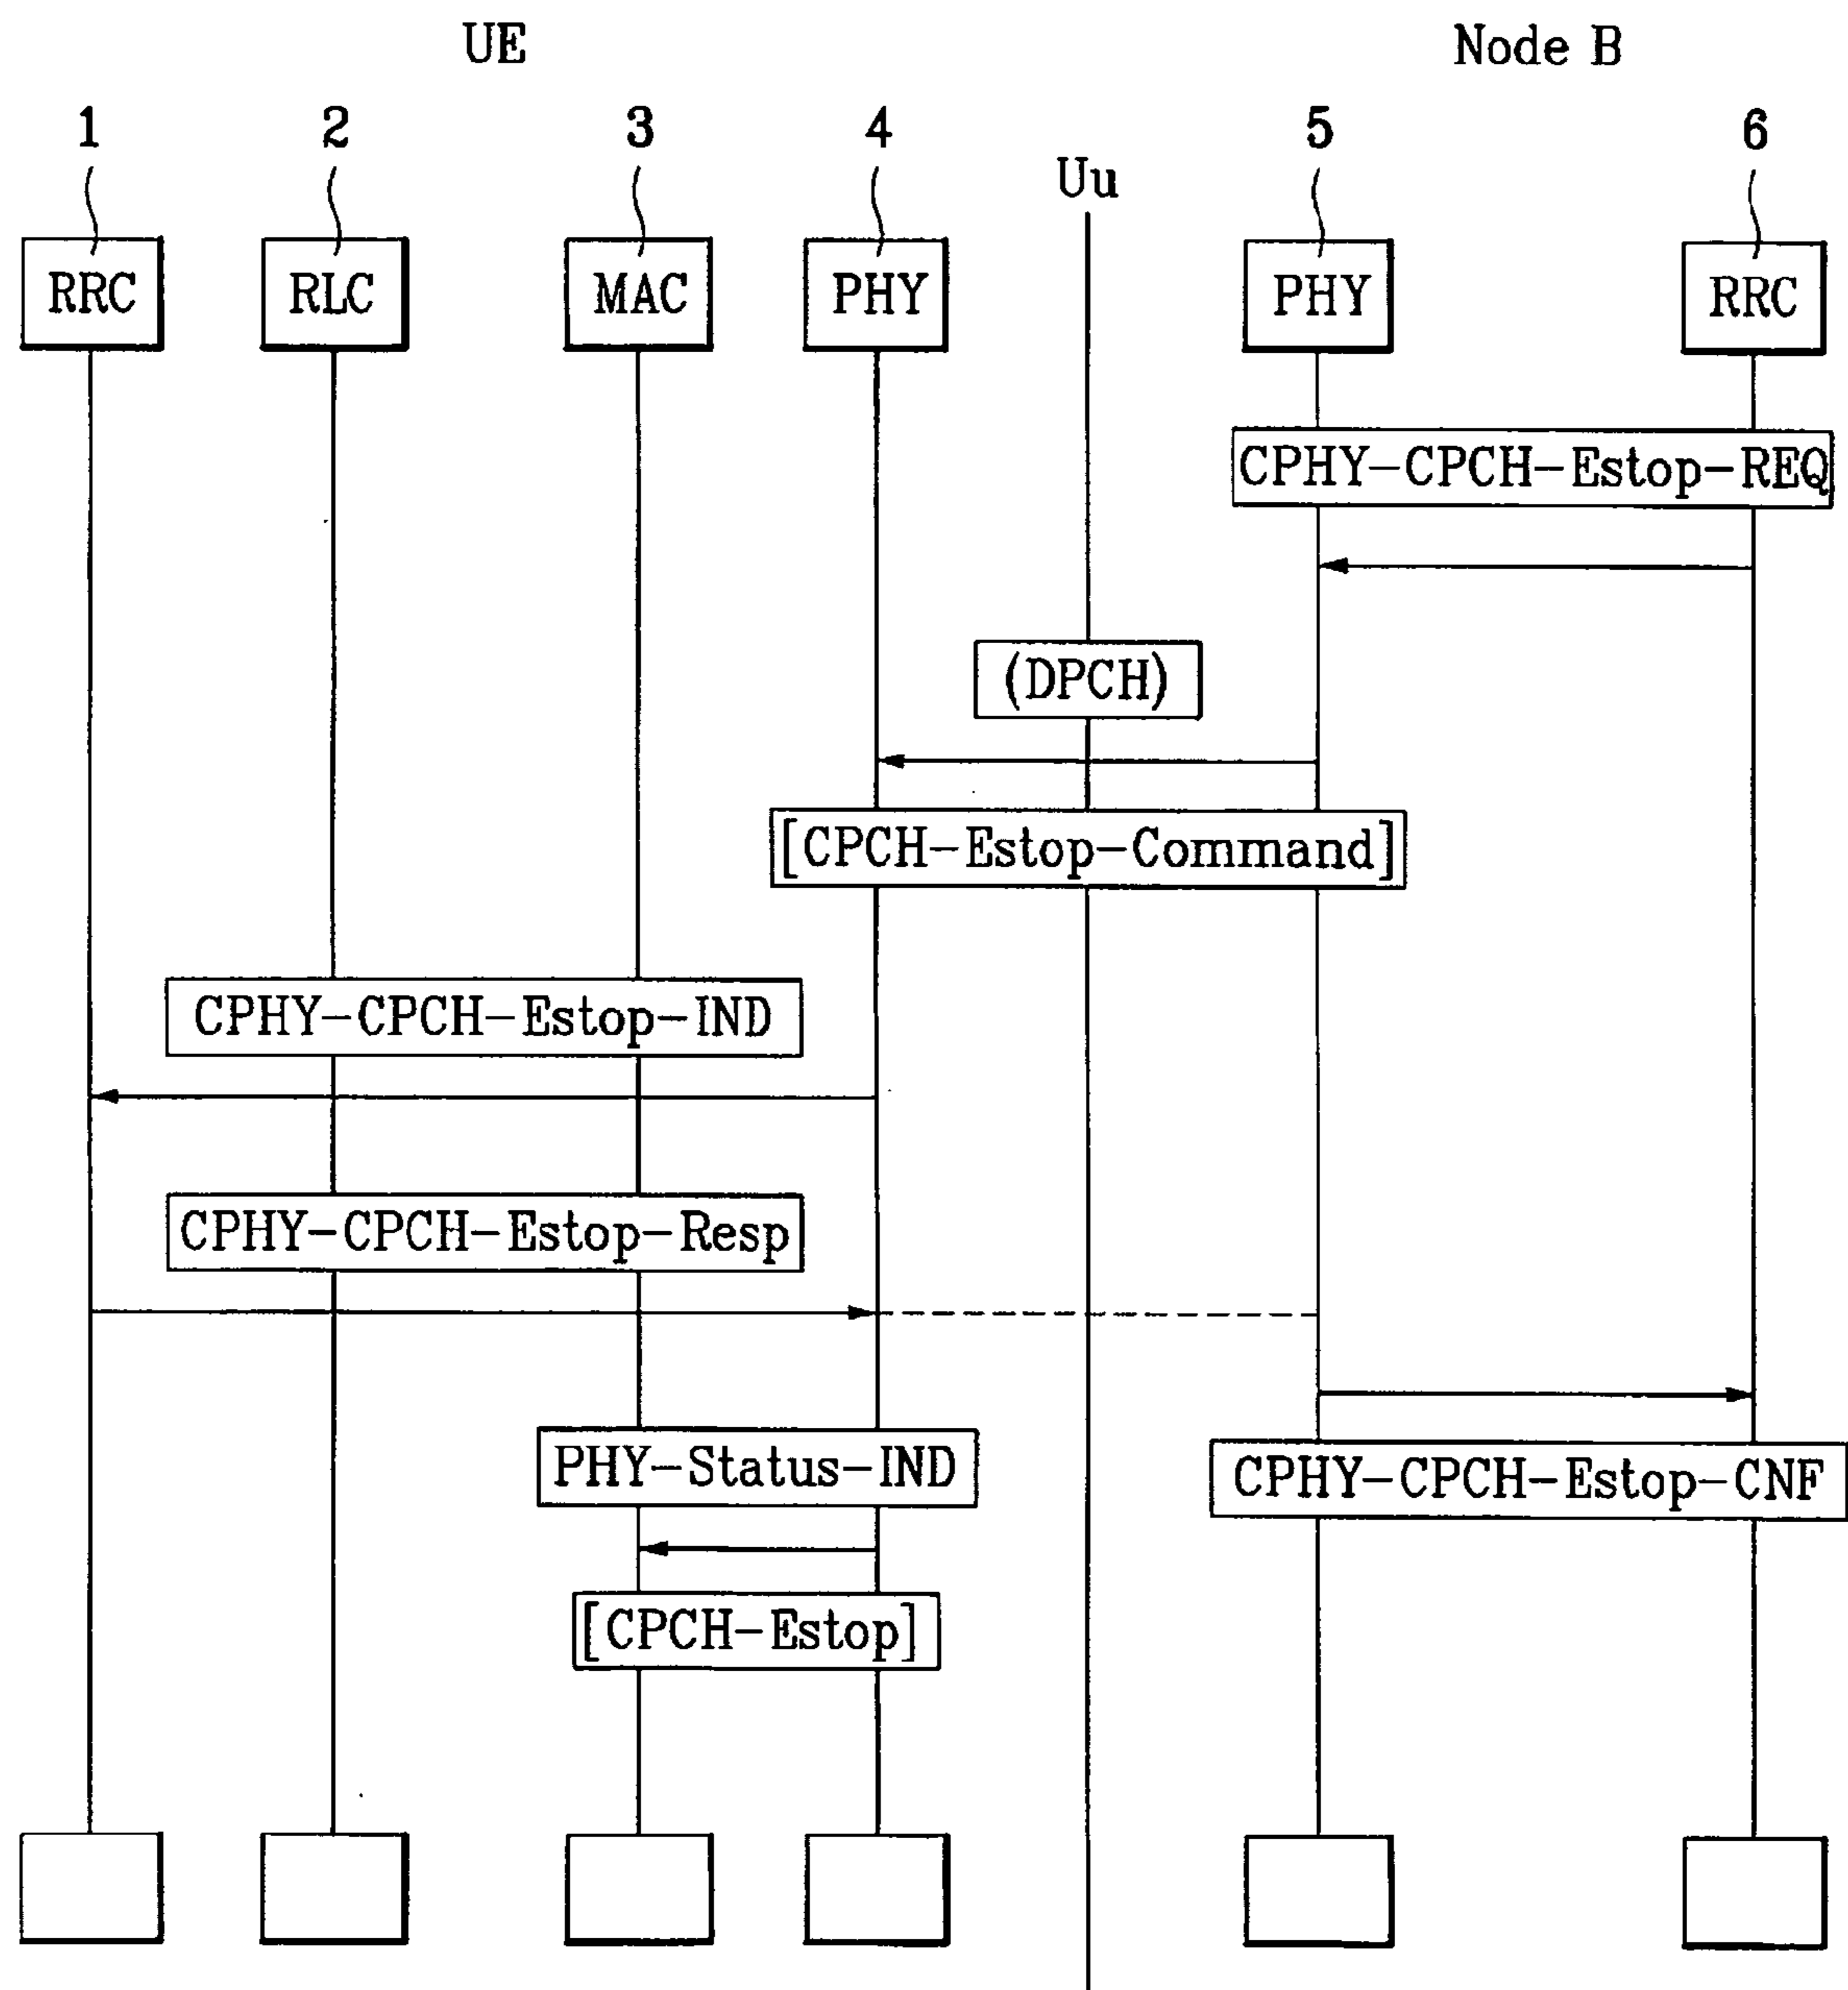 UE Node B
1 2 3 4 5 6
Uu
RRC RLC MAC PHY PHY RRC
CPHY-CPCH-Estop-REQ
(DPCH)
[CPCH-Estop-Command]
CPHY-CPCH-Estop-IND
CPHY-CPCH-Estop-Resp
PHY-Status-IND CPHY-CPCH-Estop-CNF
[CPCH-Estop]